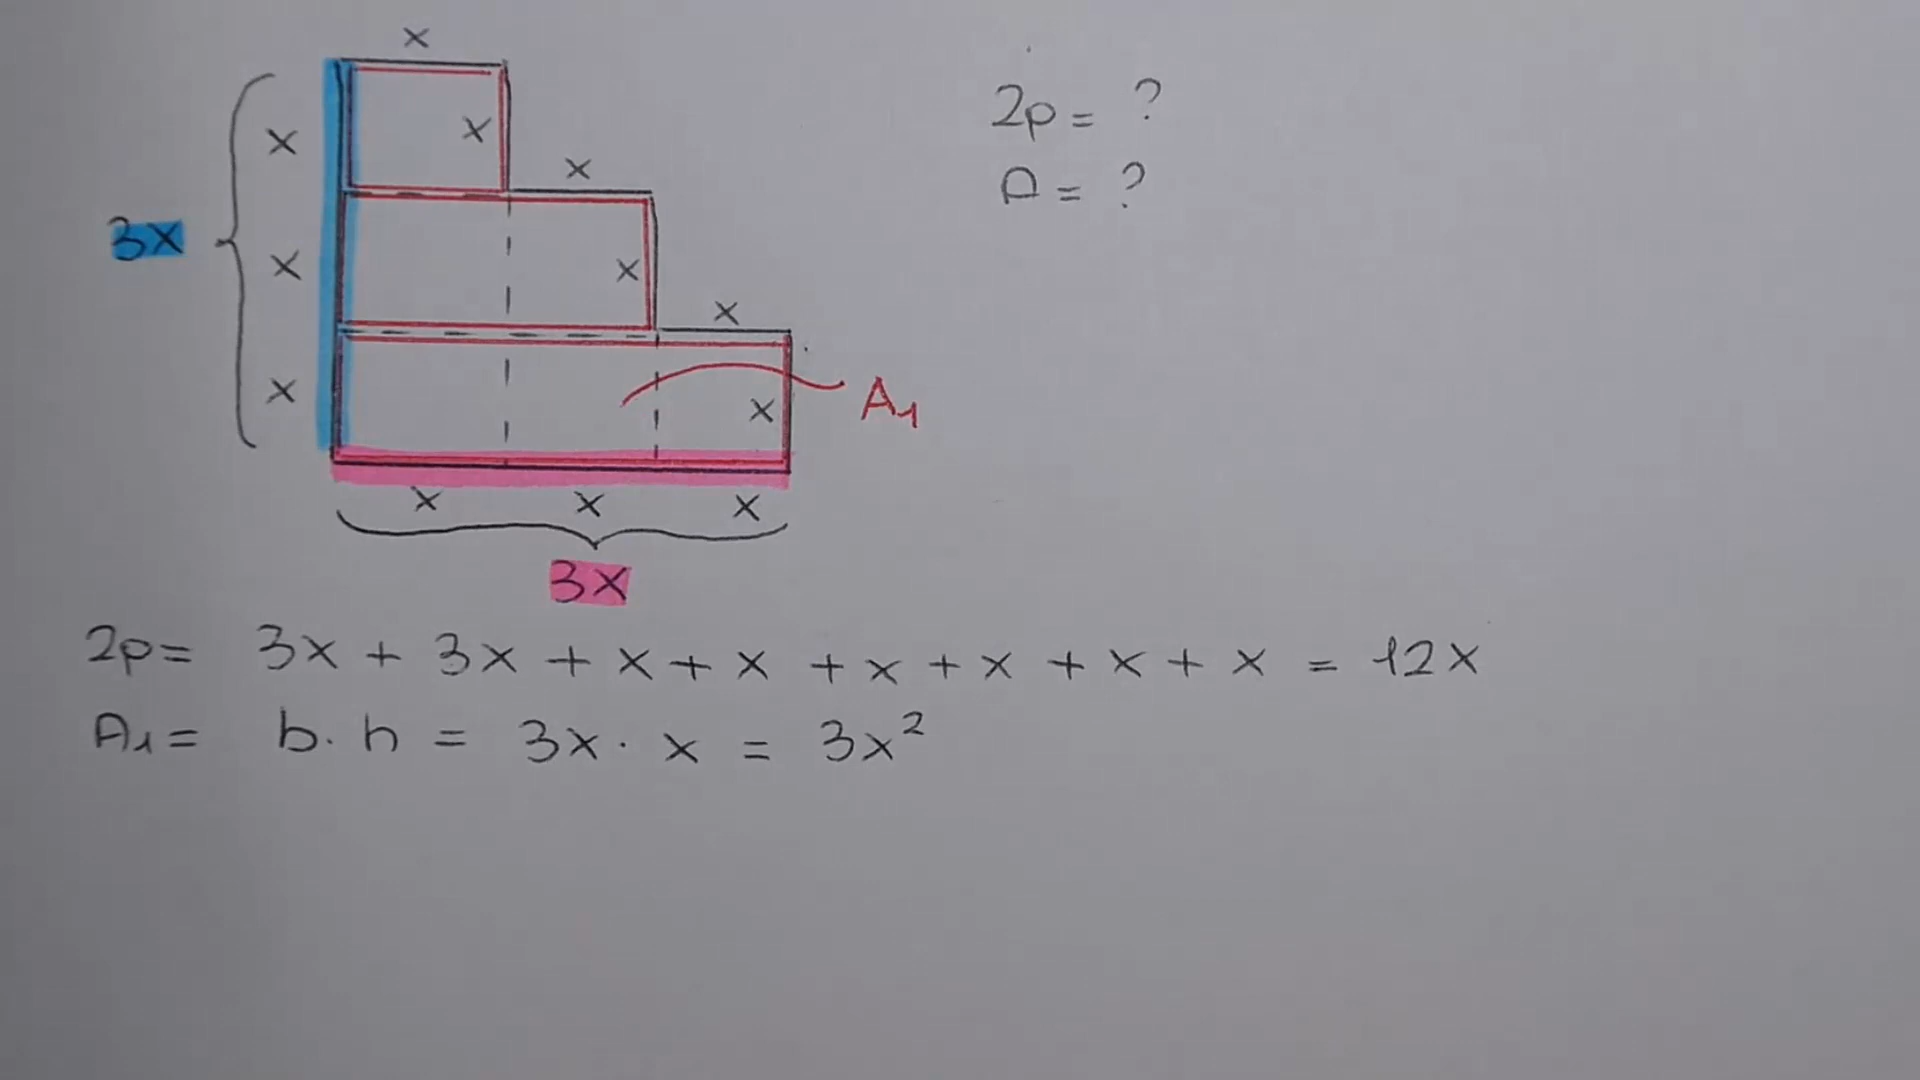 x
x
2p = ?
x
x
A = ?
3x
x
x
x
x
x
A₁
x x x
3x
2p = 3x + 3x + x + x + x + x + x + x = 12x
A₁ = b · h = 3x · x = 3x²